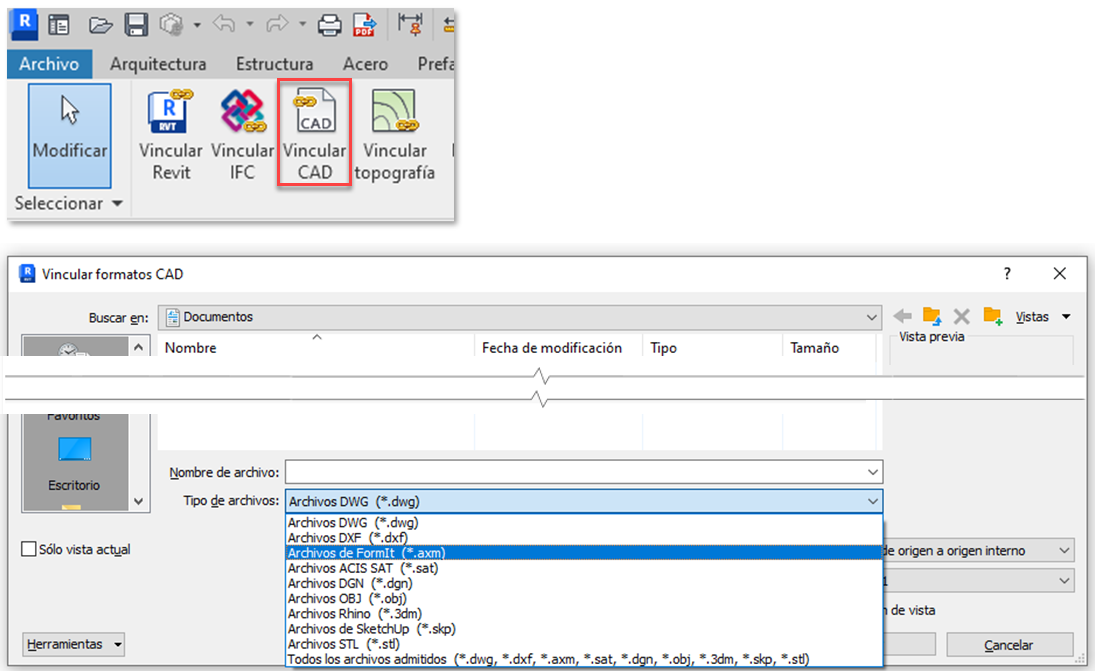 R
PDF
Archivo Arquitectura Estructura Acero Prefa
R
RVT
CAD
Modificar Vincular Vincular Vincular Vincular
Revit IFC CAD topografía
Seleccionar
R
RVT
Vincular formatos CAD ?
Buscar en: Documentos Vistas
Nombre Fecha de modificación Tipo Tamaño Vista previa
Favoritos
Escritorio
Nombre de archivo:
Tipo de archivos: Archivos DWG (*.dwg)
Archivos DWG (*.dwg)
Archivos DXF (*.dxf)
Archivos de FormIt (*.axm)
Archivos ACIS SAT (*.sat)
Archivos DGN (*.dgn)
Archivos OBJ (*.obj)
Archivos Rhino (*.3dm)
Archivos de SketchUp (*.skp)
Archivos STL (*.stl)
Todos los archivos admitidos (*.dwg, *.dxf, *.axm, *.sat, *.dgn, *.obj, *.3dm, *.skp, *.stl)
Sólo vista actual
de origen a origen interno
1
n de vista
Herramientas
Cancelar